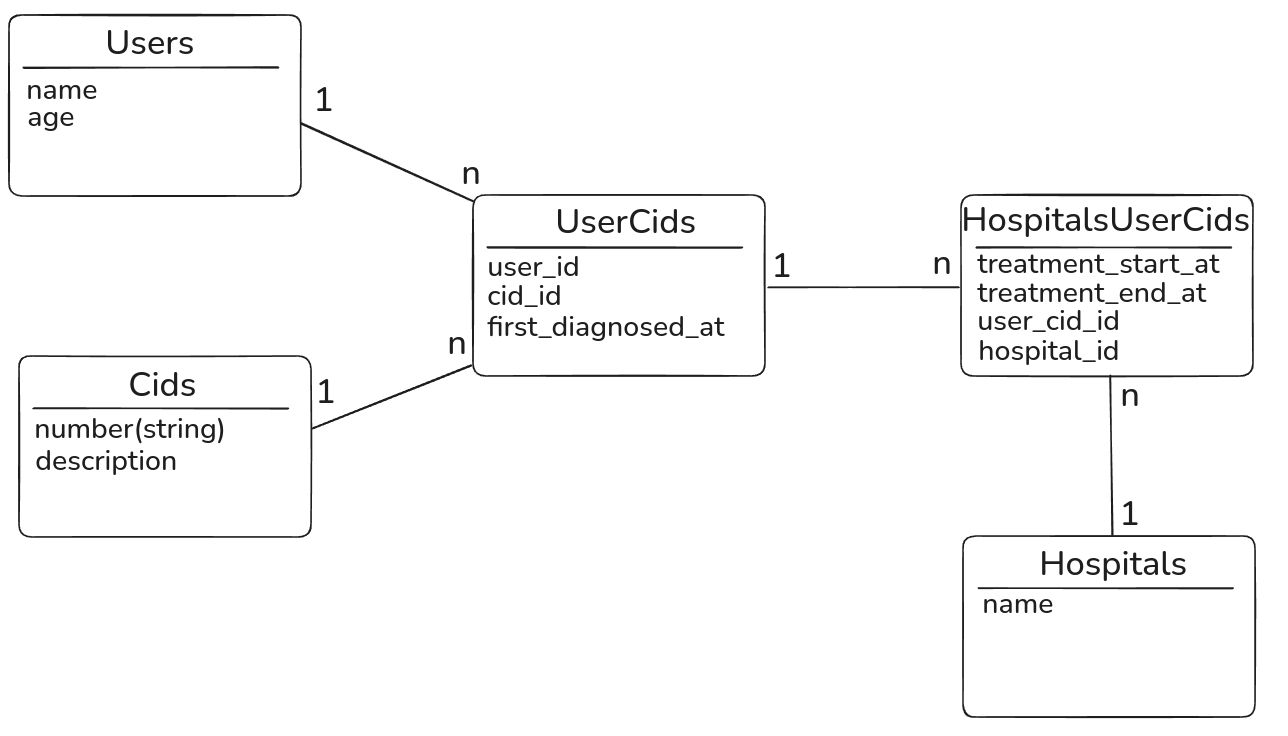 Users
name
age
1
n
UserCids
user_id
cid_id
first_diagnosed_at
1
n
HospitalsUserCids
treatment_start_at
treatment_end_at
user_cid_id
hospital_id
n
1
Cids
number(string)
description
n
1
Hospitals
name